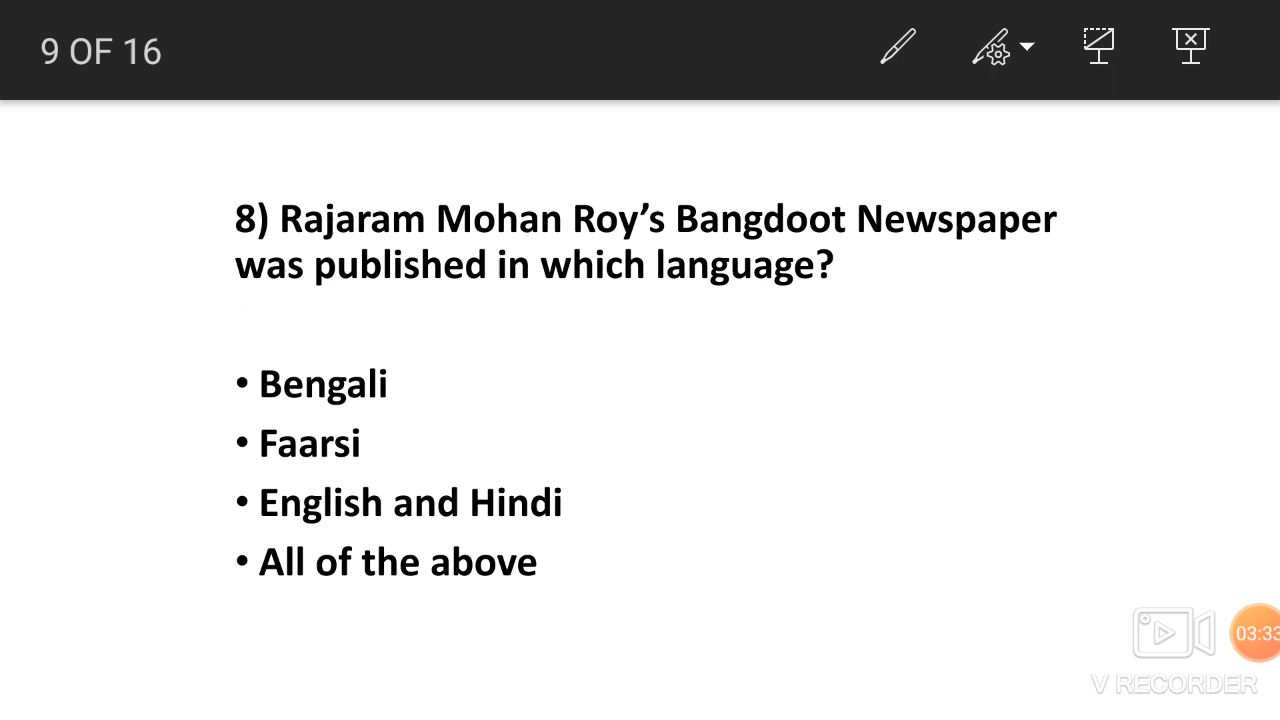 9 OF 16
8) Rajaram Mohan Roy’s Bangdoot Newspaper
was published in which language?
• Bengali
• Faarsi
• English and Hindi
• All of the above
03:33
V RECORDER